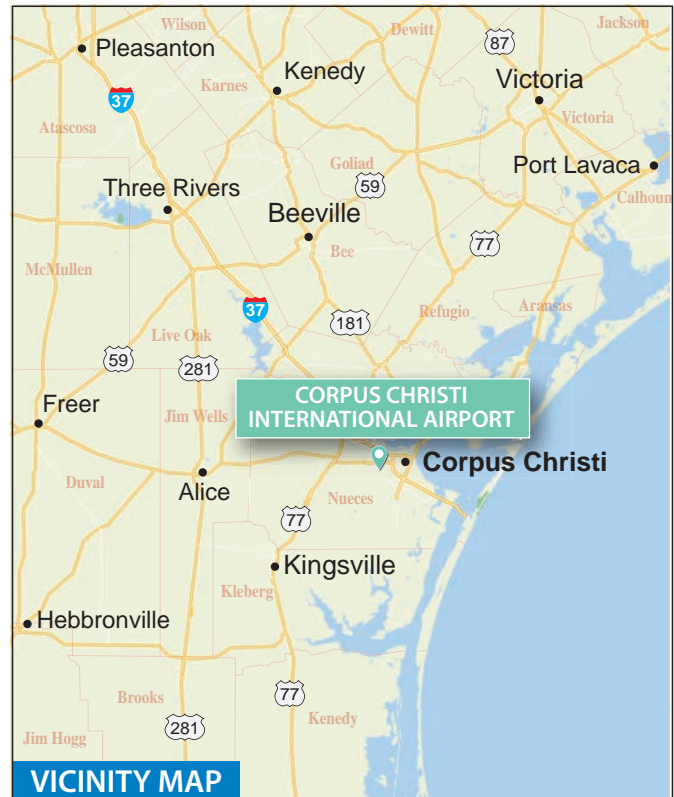 Wilson
Dewitt
Jackson
87
Pleasanton
Kenedy
Karnes
Victoria
37
Victoria
Atascosa
Goliad
Port Lavaca
59
Three Rivers
Calhoun
Beeville
77
Bee
McMullen
37
Aransas
Refugio
181
Live Oak
59
281
CORPUS CHRISTI
INTERNATIONAL AIRPORT
Freer
Jim Wells
Corpus Christi
Duval
Alice
Nueces
77
Kingsville
Kleberg
Hebbronville
77
Brooks
Kenedy
281
Jim Hogg
VICINITY MAP